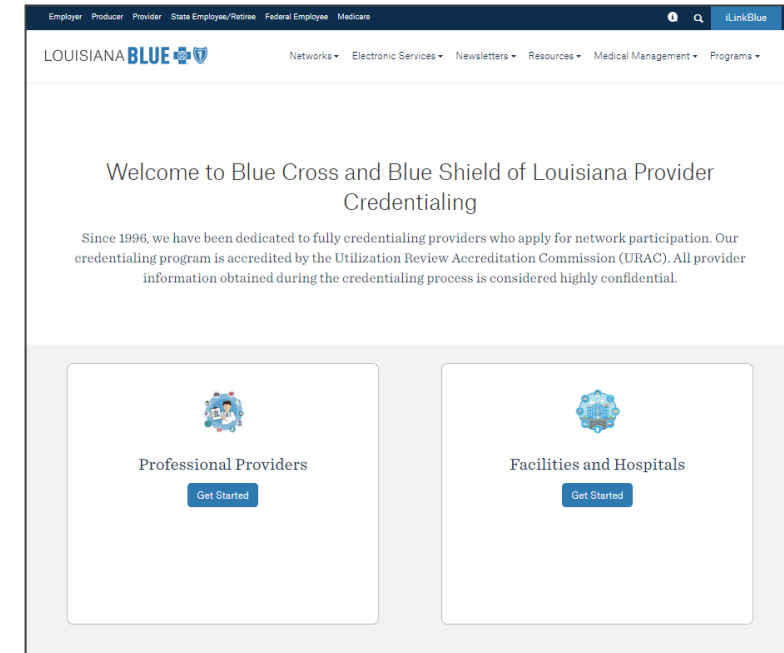 Employer Producer Provider State Employee/Retiree Federal Employee Medicare iLinkBlue
LOUISIANA BLUE Networks Electronic Services Newsletters Resources Medical Management Programs
Welcome to Blue Cross and Blue Shield of Louisiana Provider
Credentialing
Since 1996, we have been dedicated to fully credentialing providers who apply for network participation. Our
credentialing program is accredited by the Utilization Review Accreditation Commission (URAC). All provider
information obtained during the credentialing process is considered highly confidential.
Professional Providers
Get Started
Facilities and Hospitals
Get Started